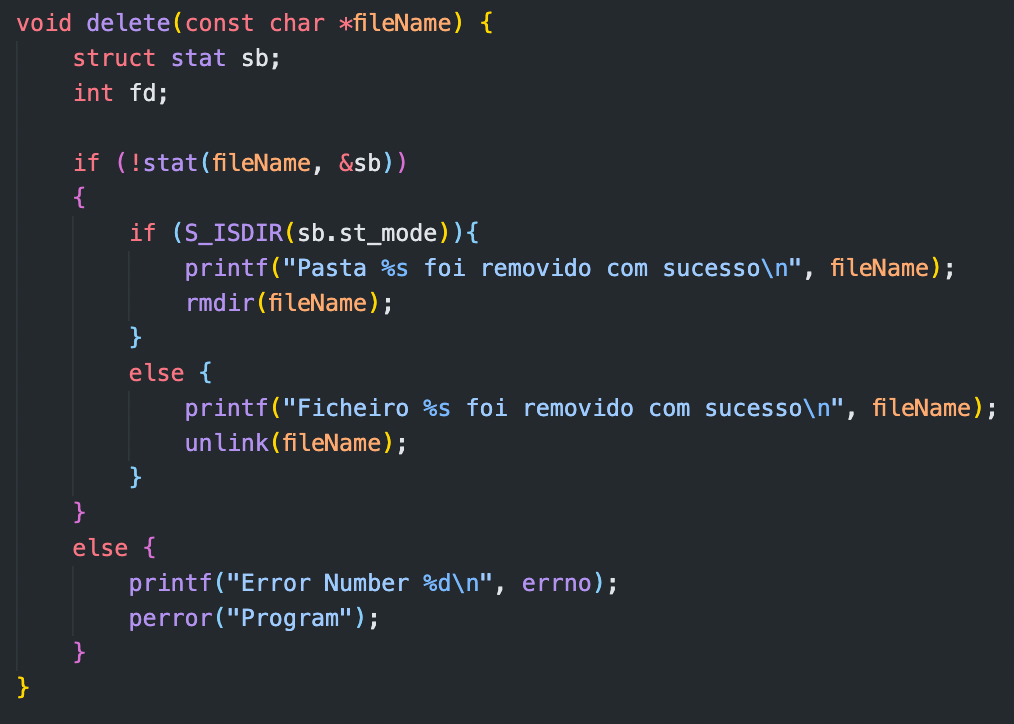 void delete(const char *fileName) {
    struct stat sb;
    int fd;

    if (!stat(fileName, &sb))
    {
        if (S_ISDIR(sb.st_mode)){
            printf("Pasta %s foi removido com sucesso\n", fileName);
            rmdir(fileName);
        }
        else {
            printf("Ficheiro %s foi removido com sucesso\n", fileName);
            unlink(fileName);
        }
    }
    else {
        printf("Error Number %d\n", errno);
        perror("Program");
    }
}